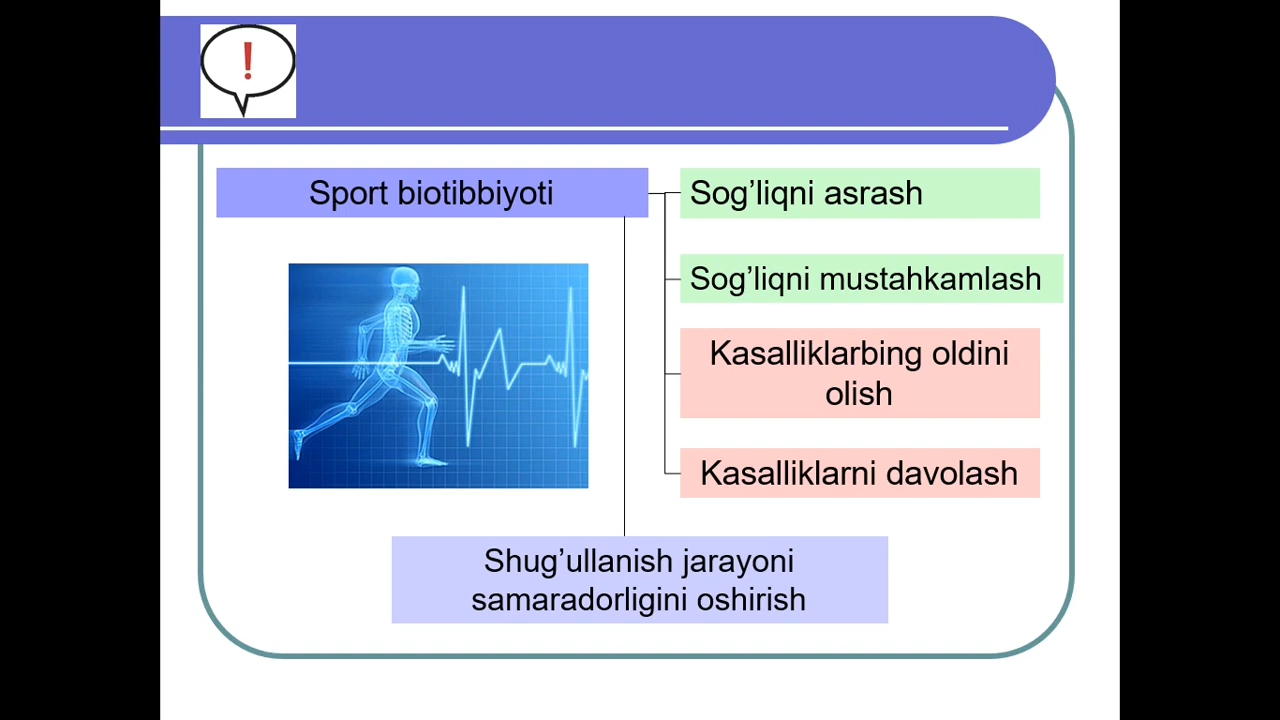 !
Sport biotibbiyoti
Sog’liqni asrash
Sog’liqni mustahkamlash
Kasalliklarbing oldini
olish
Kasalliklarni davolash
Shug’ullanish jarayoni
samaradorligini oshirish